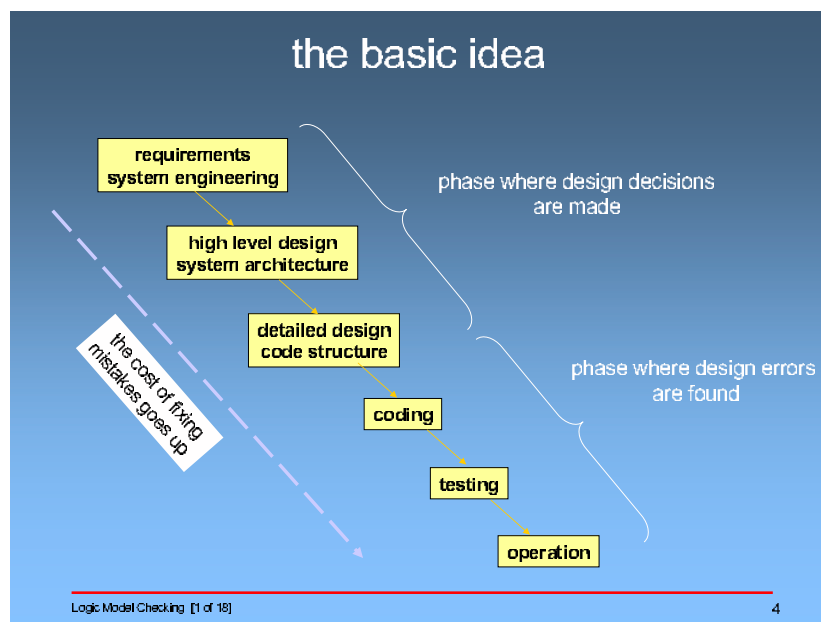 the basic idea
requirements
system engineering
phase where design decisions
are made
high level design
system architecture
detailed design
code structure
the cost of fixing
mistakes goes up
phase where design errors
are found
coding
testing
operation
Logic Model Checking [1 of 18]
4